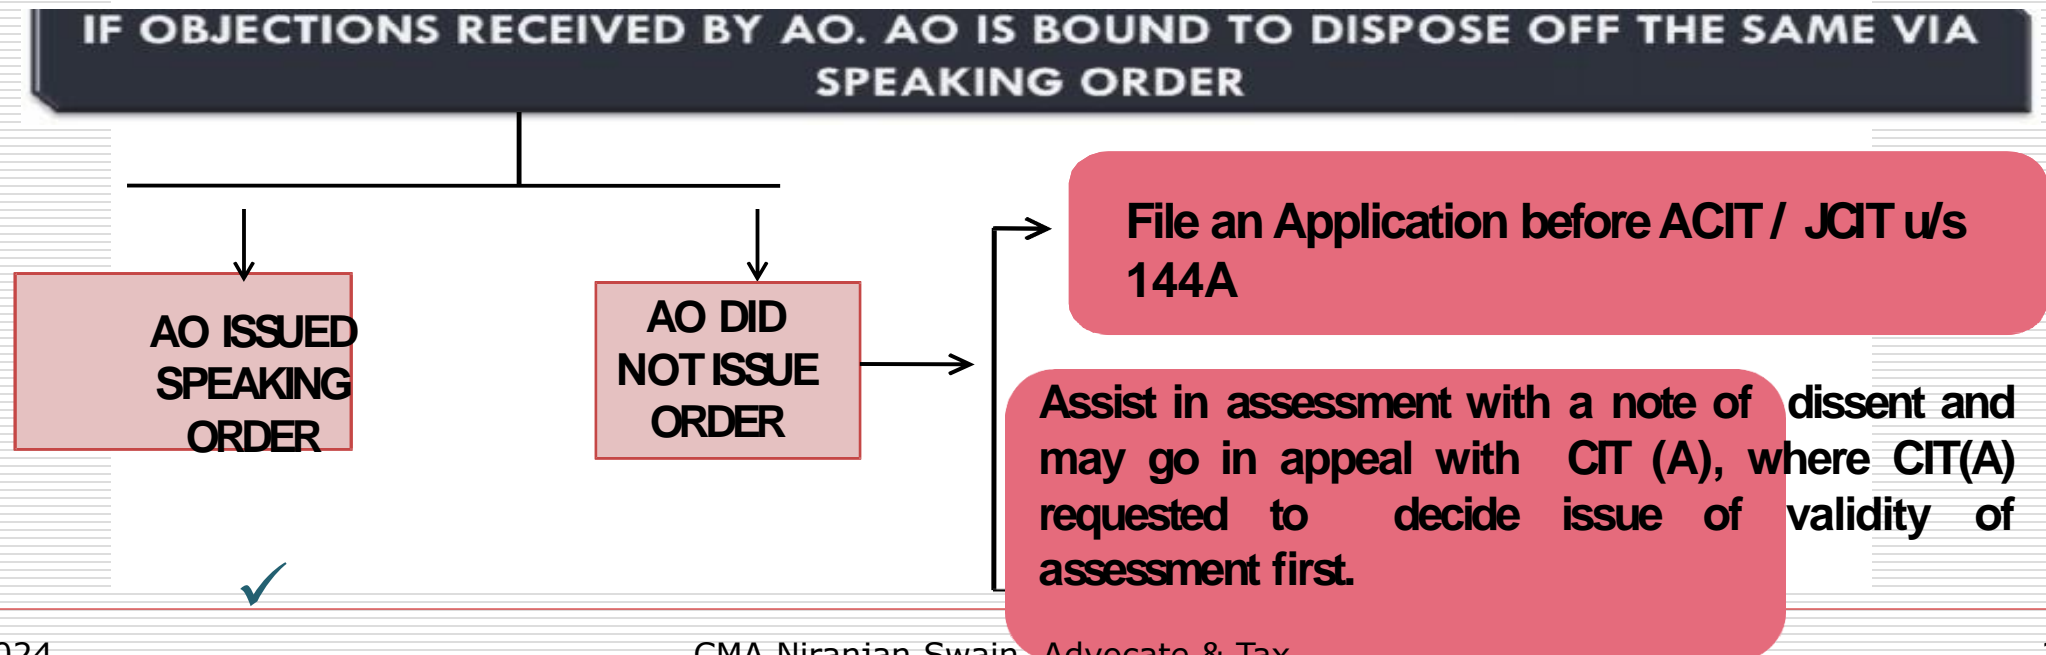 IF OBJECTIONS RECEIVED BY AO. AO IS BOUND TO DISPOSE OFF THE SAME VIA
SPEAKING ORDER
AO ISSUED
SPEAKING
ORDER
AO DID
NOT ISSUE
ORDER
File an Application before ACIT / JCIT u/s
144A
Assist in assessment with a note of dissent and
may go in appeal with CIT (A), where CIT(A)
requested to decide issue of validity of
assessment first.
CMA Niranjan Swain, Advocate & Tax